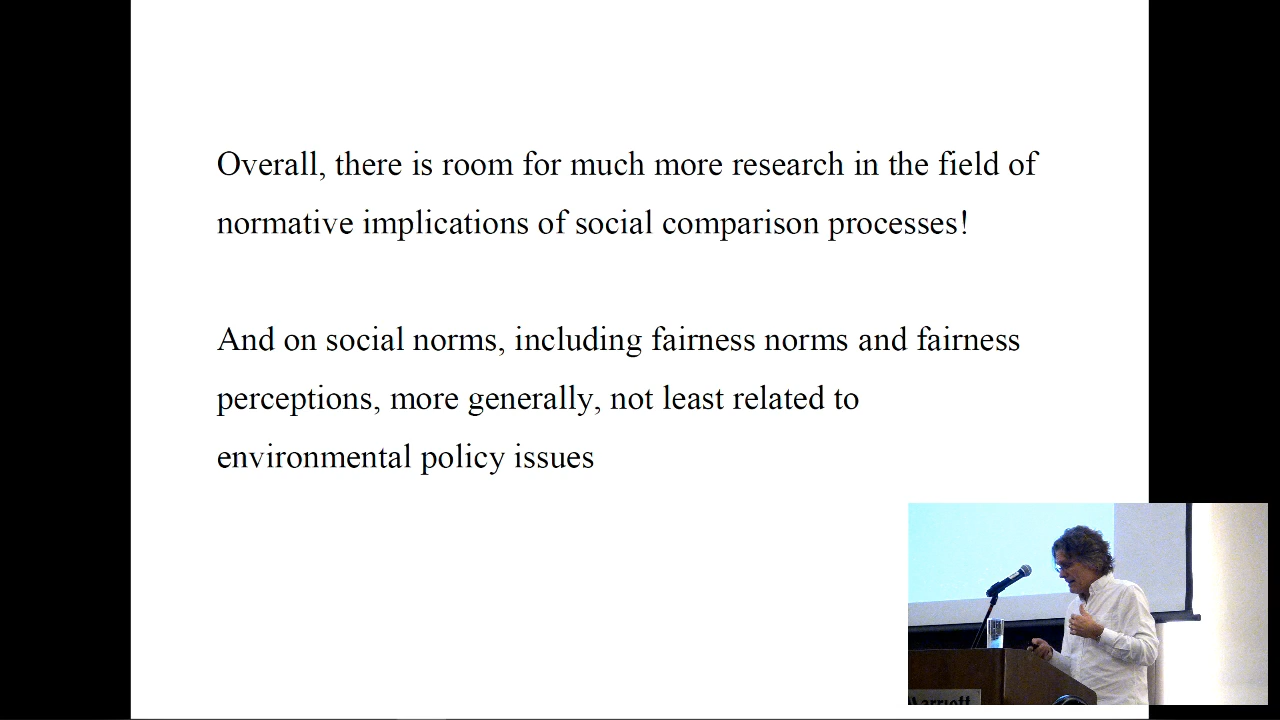 Overall, there is room for much more research in the field of
normative implications of social comparison processes!
And on social norms, including fairness norms and fairness
perceptions, more generally, not least related to
environmental policy issues
Marriott